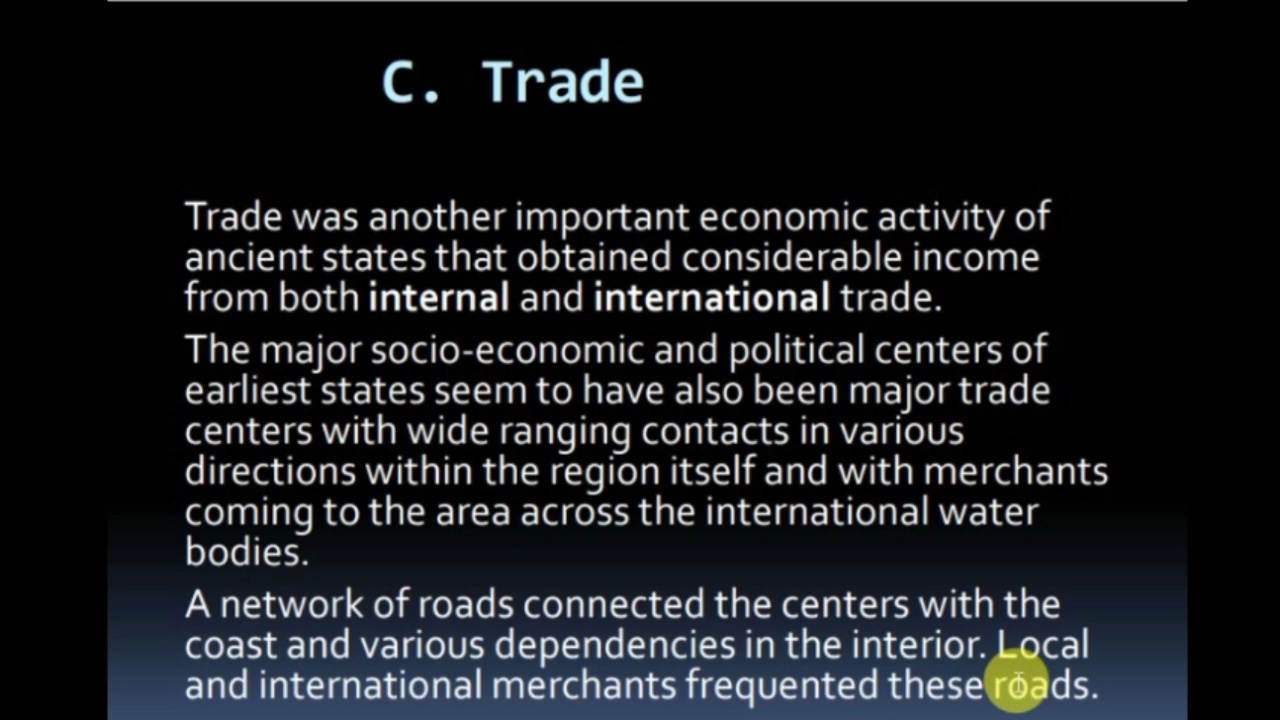 C. Trade
Trade was another important economic activity of
ancient states that obtained considerable income
from both internal and international trade.
The major socio-economic and political centers of
earliest states seem to have also been major trade
centers with wide ranging contacts in various
directions within the region itself and with merchants
coming to the area across the international water
bodies.
A network of roads connected the centers with the
coast and various dependencies in the interior. Local
and international merchants frequented these roads.